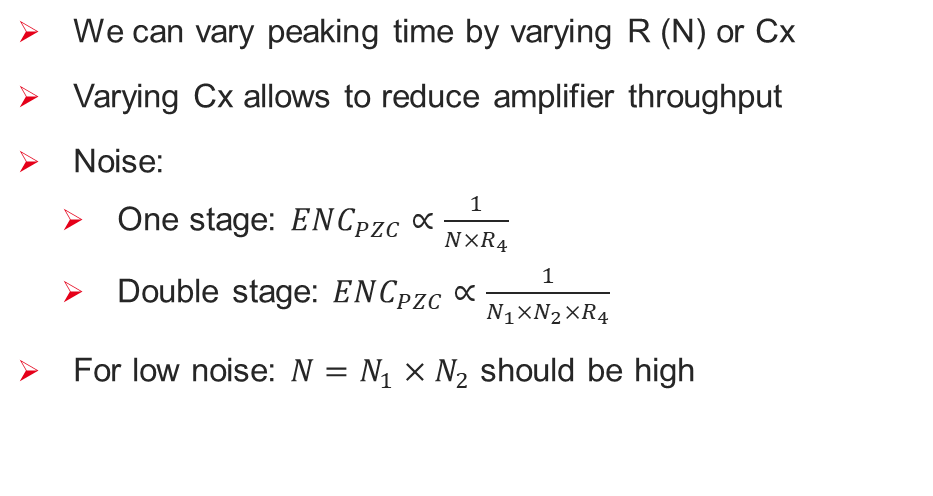 ➢ We can vary peaking time by varying R (N) or Cx
➢ Varying Cx allows to reduce amplifier throughput
➢ Noise:
➢ One stage: $ENC_{PZC} \propto \frac{1}{N \times R_4}$
➢ Double stage: $ENC_{PZC} \propto \frac{1}{N_1 \times N_2 \times R_4}$
➢ For low noise: $N = N_1 \times N_2$ should be high